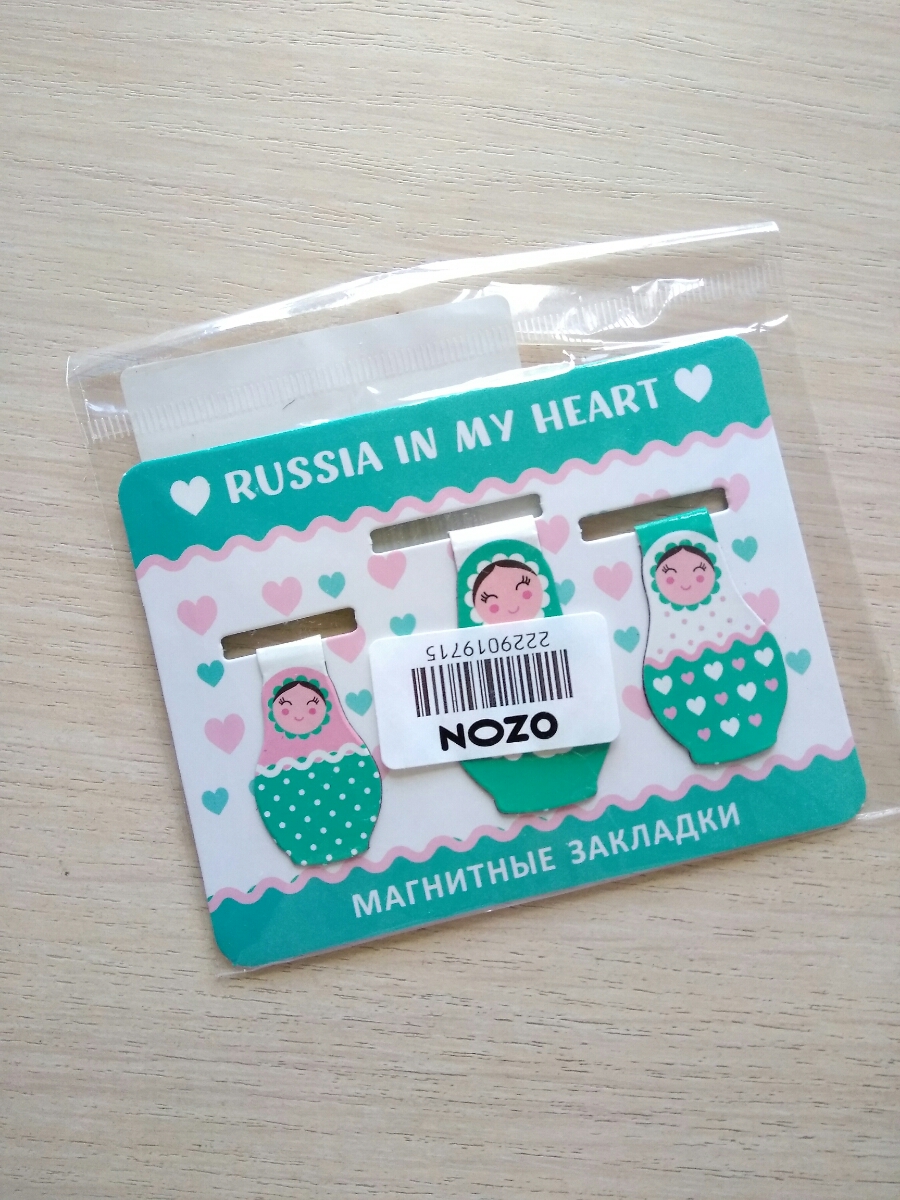 RUSSIA IN MY HEART
OZON
2229019715
МАГНИТНЫЕ ЗАКЛАДКИ